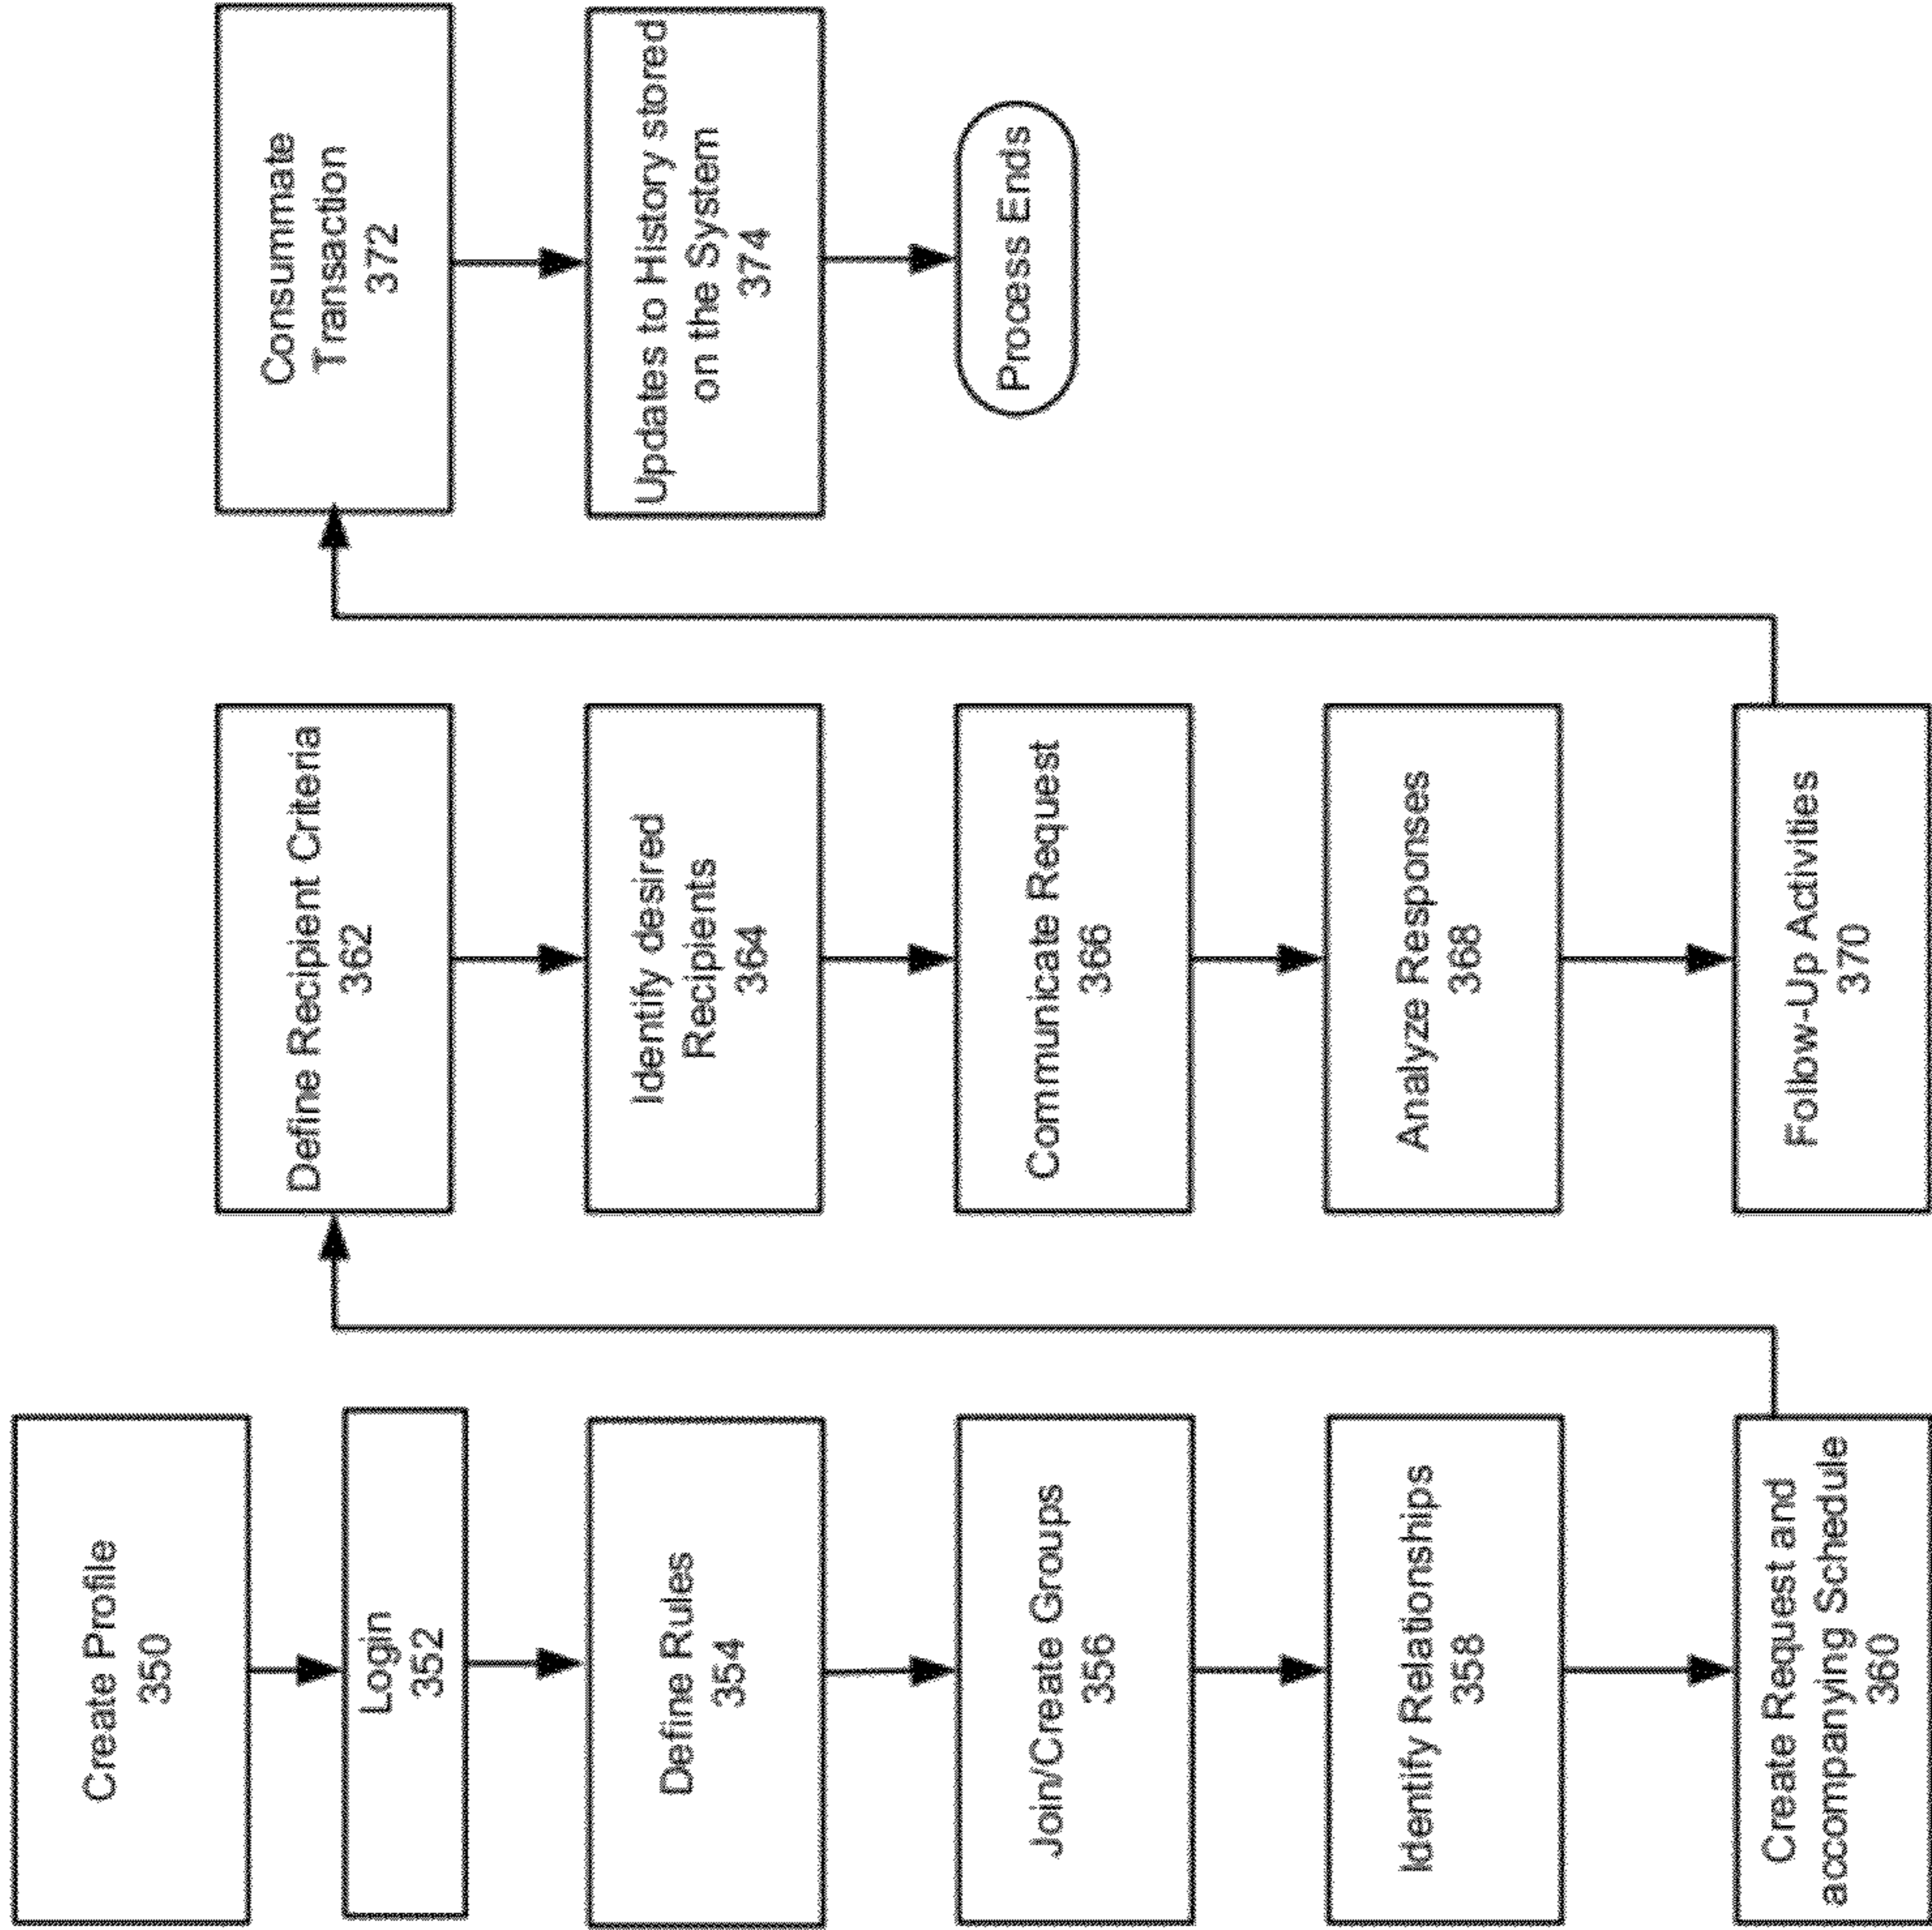 Create Profile
350
Login
352
Define Rules
354
Join/Create Groups
356
Identify Relationships
358
Create Request and
accompanying Schedule
360
Define Recipient Criteria
362
Identify desired
Recipients
364
Communicate Request
366
Analyze Responses
368
Follow-Up Activities
370
Consummate
Transaction
372
Updates to History stored
on the System
374
Process Ends